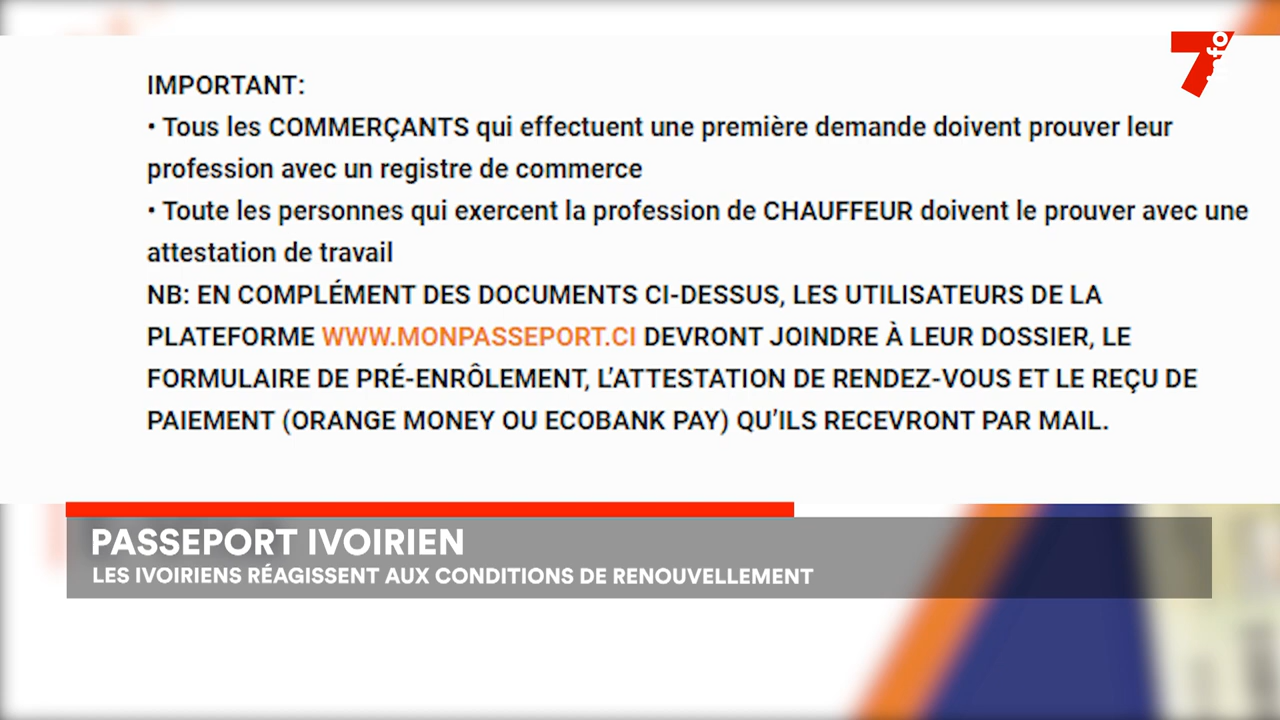 7
info
IMPORTANT:
• Tous les COMMERÇANTS qui effectuent une première demande doivent prouver leur
profession avec un registre de commerce
• Toute les personnes qui exercent la profession de CHAUFFEUR doivent le prouver avec une
attestation de travail
NB: EN COMPLÉMENT DES DOCUMENTS CI-DESSUS, LES UTILISATEURS DE LA
PLATEFORME WWW.MONPASSEPORT.CI DEVRONT JOINDRE À LEUR DOSSIER, LE
FORMULAIRE DE PRÉ-ENRÔLEMENT, L’ATTESTATION DE RENDEZ-VOUS ET LE REÇU DE
PAIEMENT (ORANGE MONEY OU ECOBANK PAY) QU’ILS RECEVRONT PAR MAIL.
PASSEPORT IVOIRIEN
LES IVOIRIENS RÉAGISSENT AUX CONDITIONS DE RENOUVELLEMENT